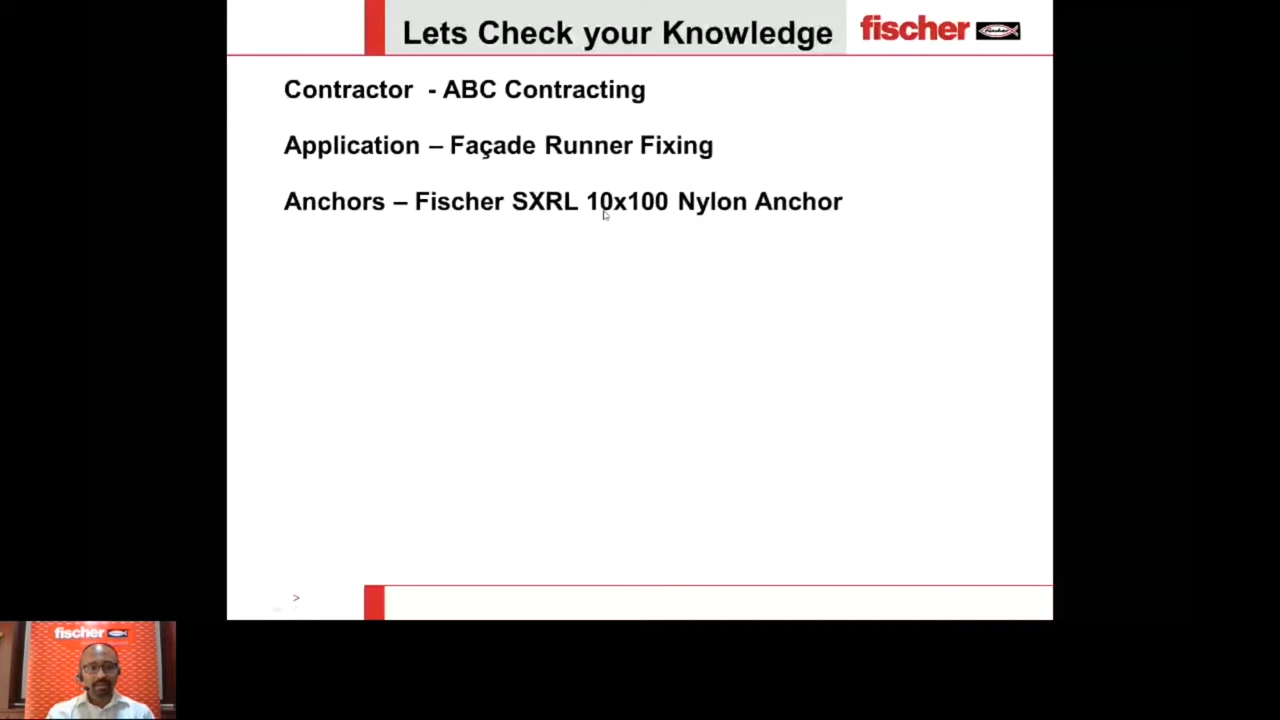 Lets Check your Knowledge
fischer
Contractor - ABC Contracting
Application – Façade Runner Fixing
Anchors – Fischer SXRL 10x100 Nylon Anchor
>
fischer